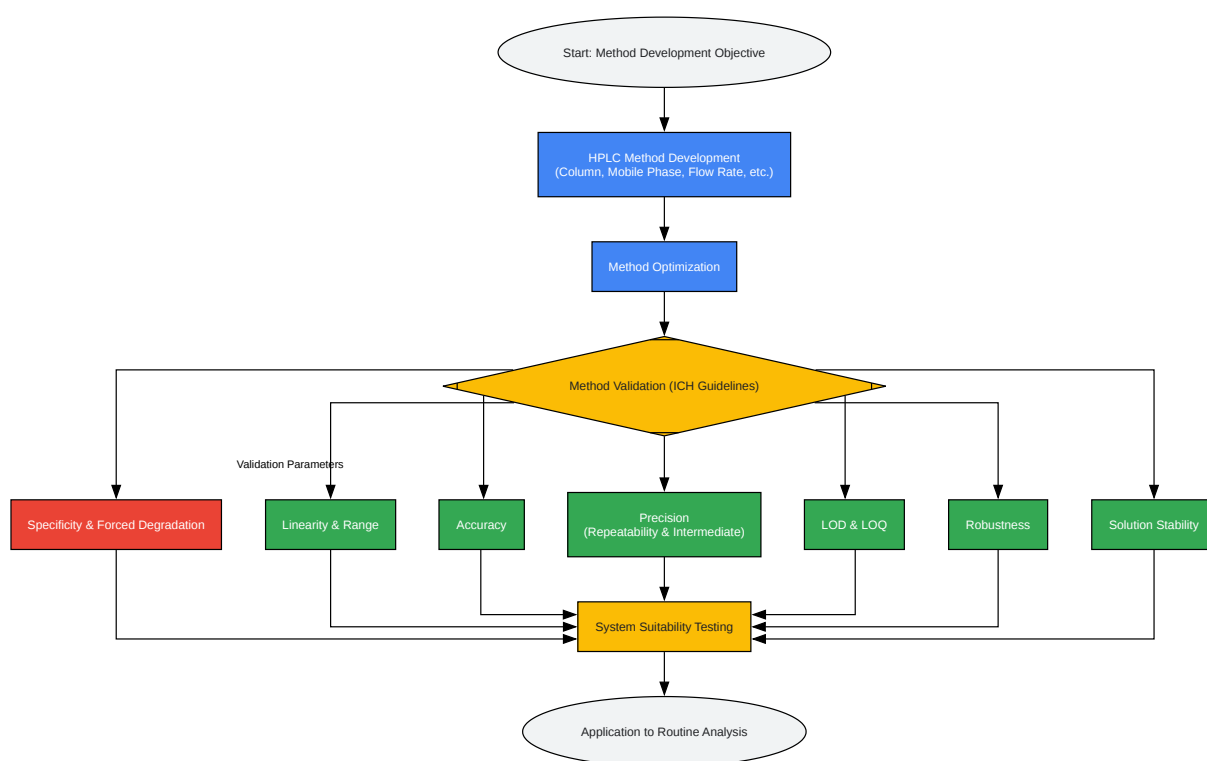 Start: Method Development Objective
HPLC Method Development
(Column, Mobile Phase, Flow Rate, etc.)
Method Optimization
Method Validation (ICH Guidelines)
Validation Parameters
Specificity & Forced Degradation
Linearity & Range
Accuracy
Precision
(Repeatability & Intermediate)
LOD & LOQ
Robustness
Solution Stability
System Suitability Testing
Application to Routine Analysis